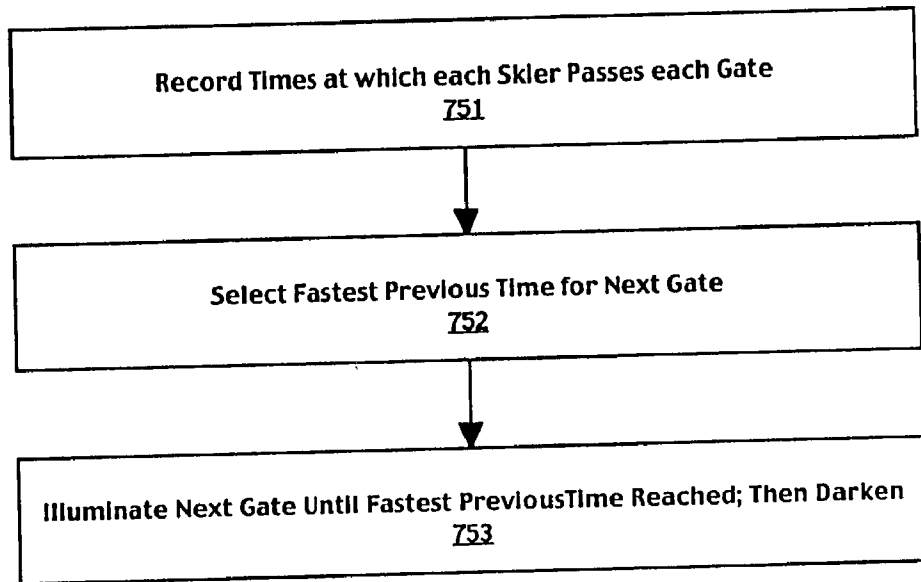 Record Times at which each Skier Passes each Gate
751
Select Fastest Previous Time for Next Gate
752
Illuminate Next Gate Until Fastest PreviousTime Reached; Then Darken
753